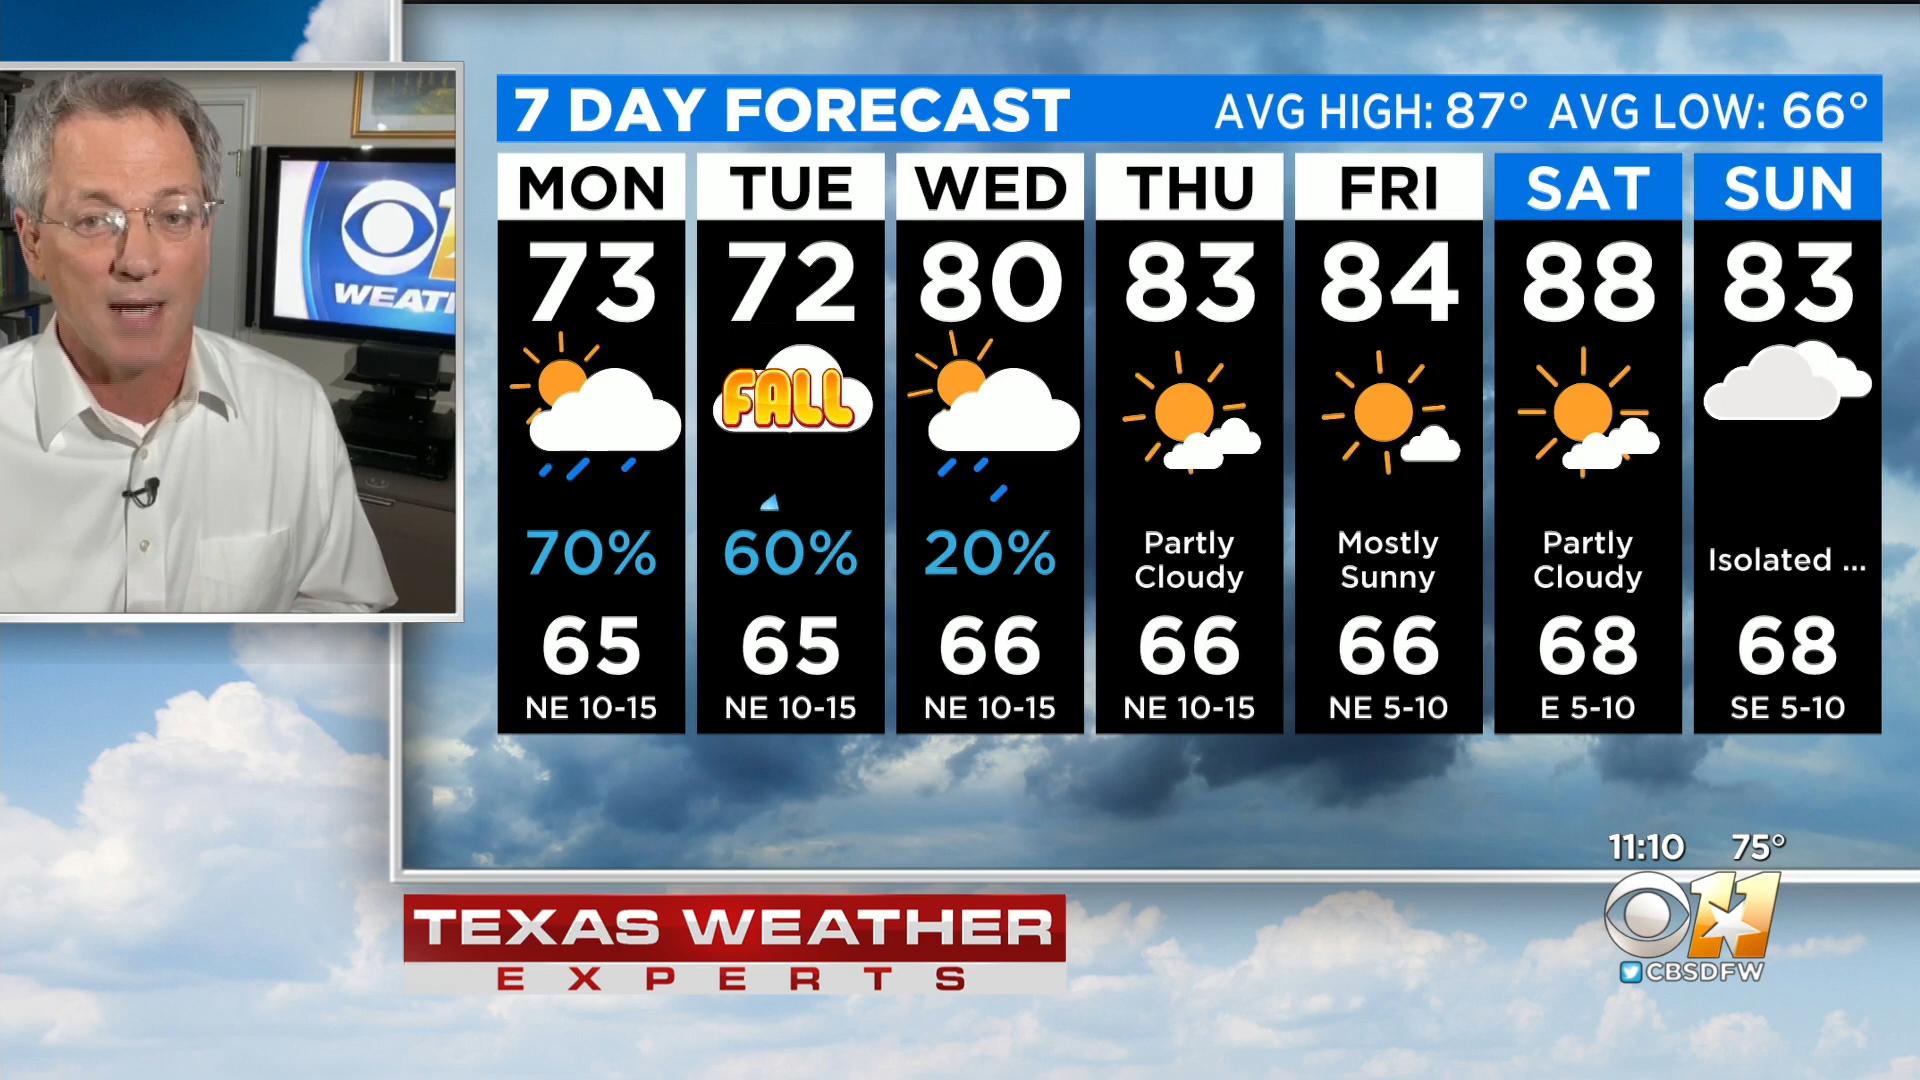 7 DAY FORECAST AVG HIGH: 87° AVG LOW: 66°
MON TUE WED THU FRI SAT SUN
73 72 80 83 84 88 83
FALL
70% 60% 20%
Partly Cloudy
Mostly Sunny
Partly Cloudy
Isolated ...
65 65 66 66 66 68 68
NE 10-15 NE 10-15 NE 10-15 NE 10-15 NE 5-10 E 5-10 SE 5-10
11
WEATH
11:10 75°
11
CBSDFW
TEXAS WEATHER
EXPERTS